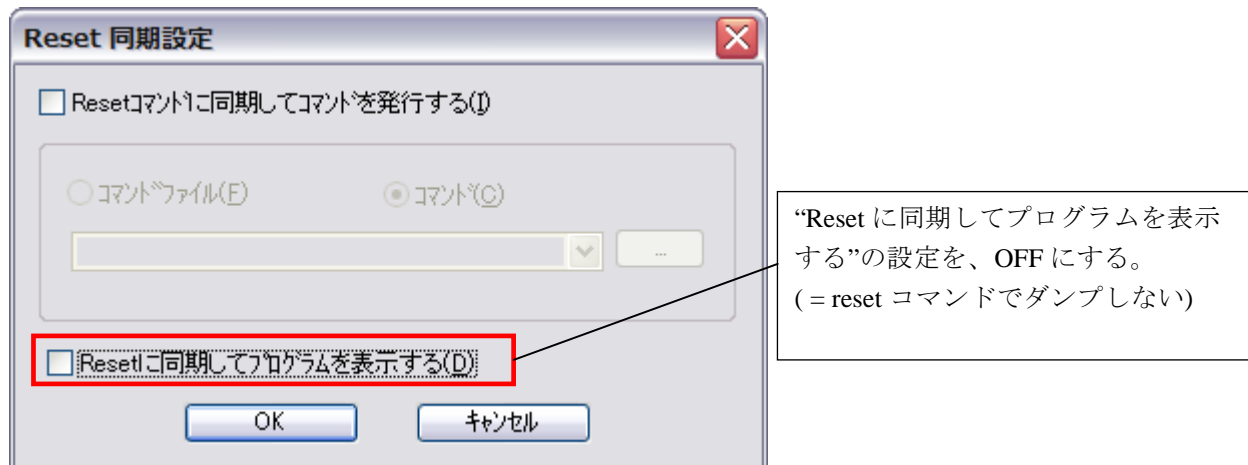 Reset 同期設定
Resetｺﾏﾝﾄﾞに同期してｺﾏﾝﾄﾞを発行する(I)
ｺﾏﾝﾄﾞﾌｧｲﾙ(F)
ｺﾏﾝﾄﾞ(C)
...
Resetに同期してﾌﾟﾛｸﾞﾗﾑを表示する(D)
OK
ｷｬﾝｾﾙ
“Reset に同期してプログラムを表示
する”の設定を、OFF にする。
( = reset コマンドでダンプしない)